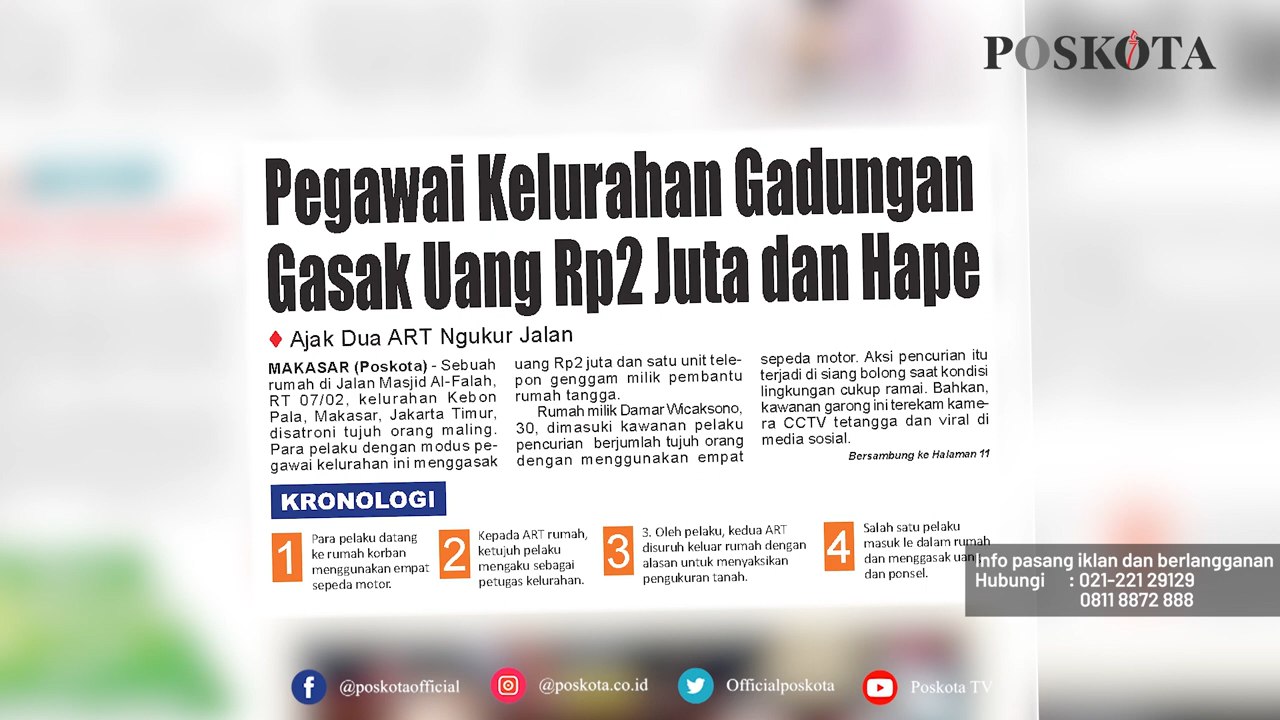 POSKOTA
Pegawai Kelurahan Gadungan
Gasak Uang Rp2 Juta dan Hape
Ajak Dua ART Ngukur Jalan
MAKASAR (Poskota) - Sebuah
rumah di Jalan Masjid Al-Falah,
RT 07/02, kelurahan Kebon
Pala, Makasar, Jakarta Timur,
disatroni tujuh orang maling.
Para pelaku dengan modus pe-
gawai kelurahan ini menggasak
uang Rp2 juta dan satu unit tele-
pon genggam milik pembantu
rumah tangga.
Rumah milik Damar Wicaksono,
30, dimasuki kawanan pelaku
pencurian berjumlah tujuh orang
dengan menggunakan empat
sepeda motor. Aksi pencurian itu
terjadi di siang bolong saat kondisi
lingkungan cukup ramai. Bahkan,
kawanan garong ini terekam kame-
ra CCTV tetangga dan viral di
media sosial.
Bersambung ke Halaman 11
KRONOLOGI
1
Para pelaku datang
ke rumah korban
menggunakan empat
sepeda motor.
2
Kepada ART rumah,
ketujuh pelaku
mengaku sebagai
petugas kelurahan.
3
3. Oleh pelaku, kedua ART
disuruh keluar rumah dengan
alasan untuk menyaksikan
pengukuran tanah.
4
Salah satu pelaku
masuk le dalam rumah
dan menggasak uang
dan ponsel.
Info pasang iklan dan berlangganan
Hubungi : 021-221 29129
0811 8872 888
@poskotaofficial
@poskota.co.id
Officialposkota
Poskota TV